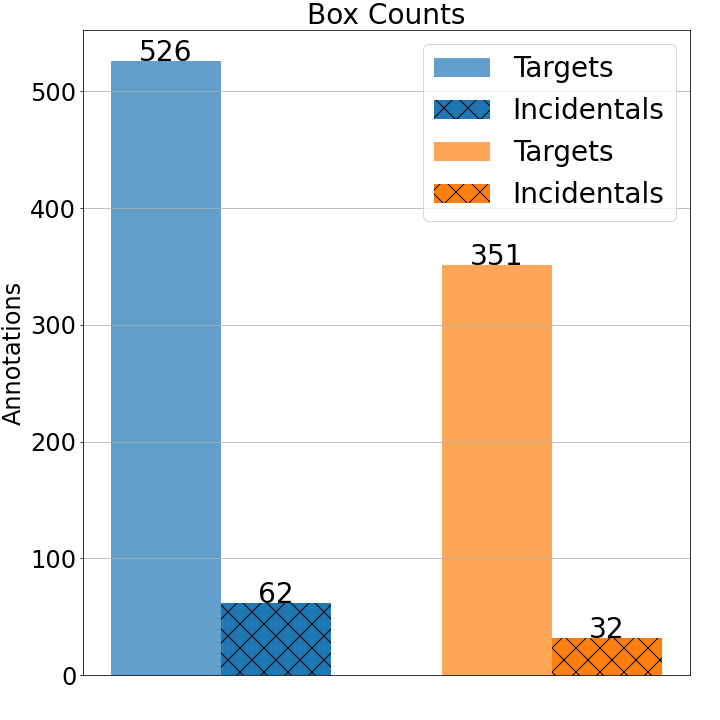 Box Counts
526
Targets
Incidentals
Targets
Incidentals
351
62
32
Annotations
500
400
300
200
100
0